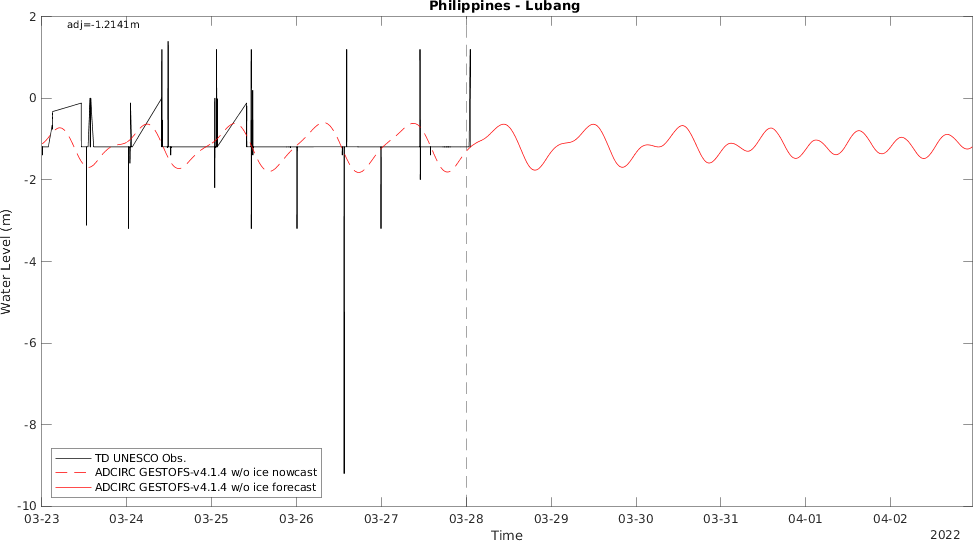 Philippines - Lubang
adj=-1.2141m
Water Level (m)
2
0
-2
-4
-6
-8
-10
TD UNESCO Obs.
ADCIRC GESTOFS-v4.1.4 w/o ice nowcast
ADCIRC GESTOFS-v4.1.4 w/o ice forecast
03-23 03-24 03-25 03-26 03-27 03-28 03-29 03-30 03-31 04-01 04-02
Time
2022